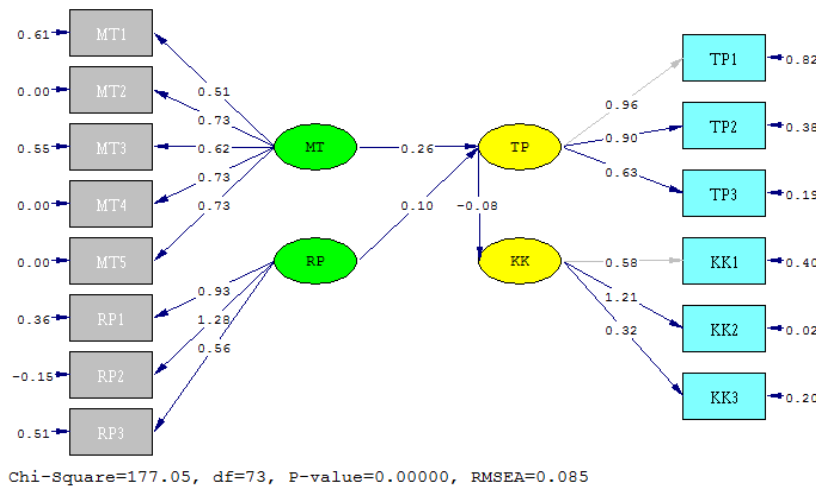 0.61 MT1
0.00 MT2
0.55 MT3
0.00 MT4
0.00 MT5
0.36 RP1
-0.15 RP2
0.51 RP3
0.51
0.73
0.62
0.73
0.73
0.93
1.28
0.56
MT
RP
0.26
0.10
TP
-0.08
KK
0.96
0.90
0.63
0.58
1.21
0.32
TP1 0.82
TP2 0.38
TP3 0.19
KK1 0.40
KK2 0.02
KK3 0.20
Chi-Square=177.05, df=73, P-value=0.00000, RMSEA=0.085